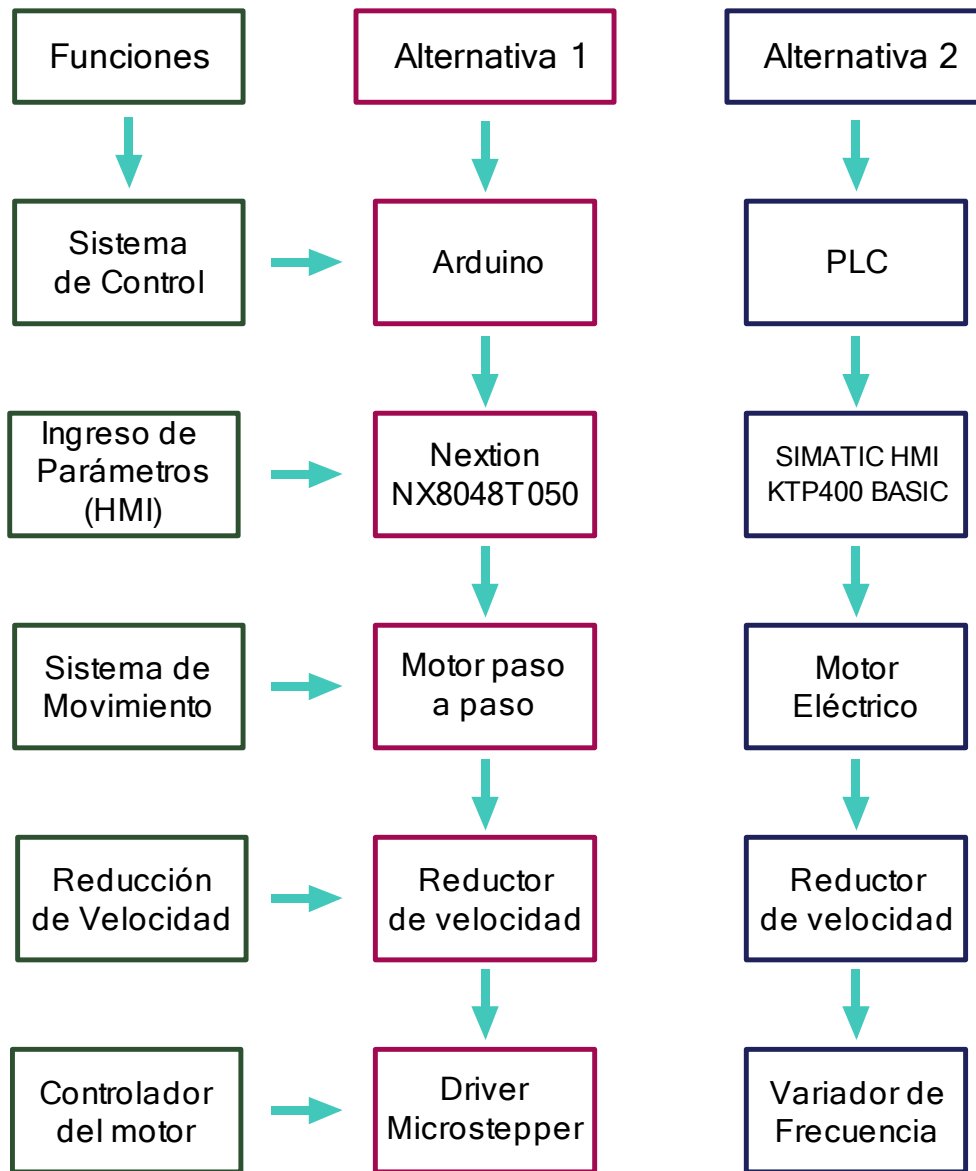 Funciones
Alternativa 1
Alternativa 2
Sistema
de Control
Arduino
PLC
Ingreso de
Parámetros
(HMI)
Nextion
NX8048T050
SIMATIC HMI
KTP400 BASIC
Sistema de
Movimiento
Motor paso
a paso
Motor
Eléctrico
Reducción
de Velocidad
Reductor
de velocidad
Reductor
de velocidad
Controlador
del motor
Driver
Microstepper
Variador de
Frecuencia